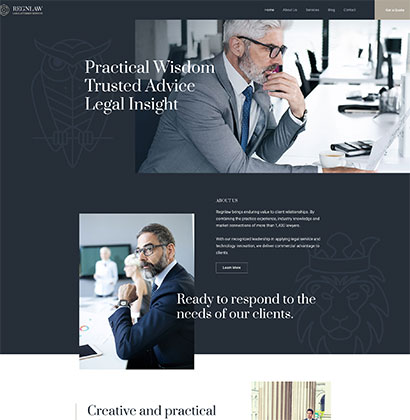 REGNLAW
Home
About Us
Services
Blog
Contact
Get a Quote
Practical Wisdom
Trusted Advice
Legal Insight
ABOUT US
Regnlaw brings enduring value to client relationships. By
combining the practice experience, industry knowledge and
market connections of more than 1,400 lawyers.
With our recognized leadership in applying legal service and
technology innovation, we deliver commercial advantage to
clients.
Learn More
Ready to respond to the
needs of our clients.
Creative and practical